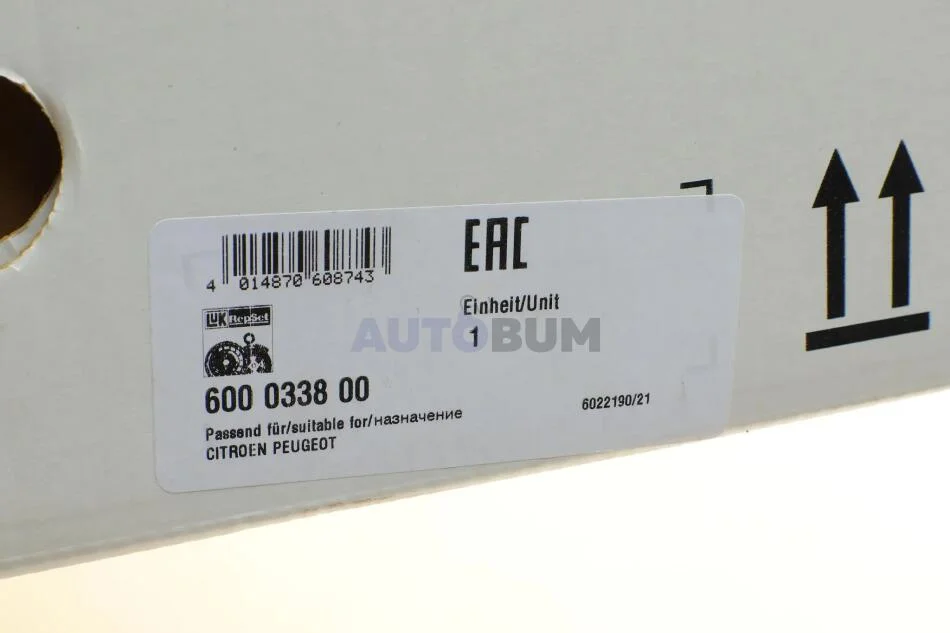 EAC
4 014870 608743
Einheit/Unit
1
LUK RepSet
AUTOBUM
600 0338 00
6022190/21
Passend für/suitable for/назначение
CITROEN PEUGEOT